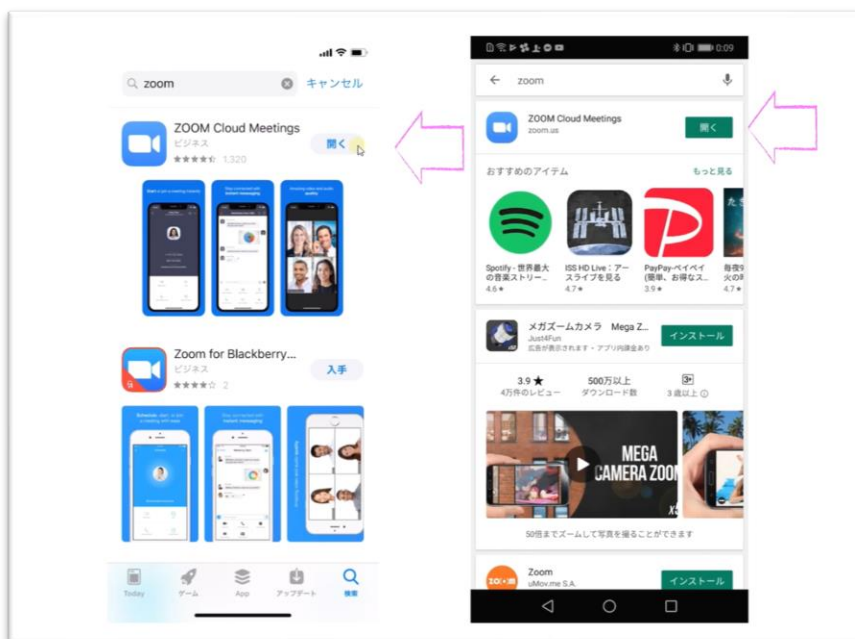 zoom
キャンセル
ZOOM Cloud Meetings
ビジネス
1,320
開く
Zoom for Blackberry...
ビジネス
2
入手
Today
ゲーム
App
アップデート
検索
0:09
zoom
ZOOM Cloud Meetings
zoom.us
開く
おすすめのアイテム
もっと見る
Spotify - 世界最大
の音楽ストリー...
4.6★
ISS HD Live：アー
スライブを見る
4.7★
PayPay-ペイペイ
(簡単、お得なス...
3.9★
4.7★
メガズームカメラ Mega Z...
Just4Fun
広告が表示されます・アプリ内課金あり
インストール
3.9 ★
4万件のレビュー
500万以上
ダウンロード数
3+
3 歳以上
MEGA
CAMERA ZOOM
X5
50倍までズームして写真を撮ることができます
Zoom
uMov.me S.A.
インストール